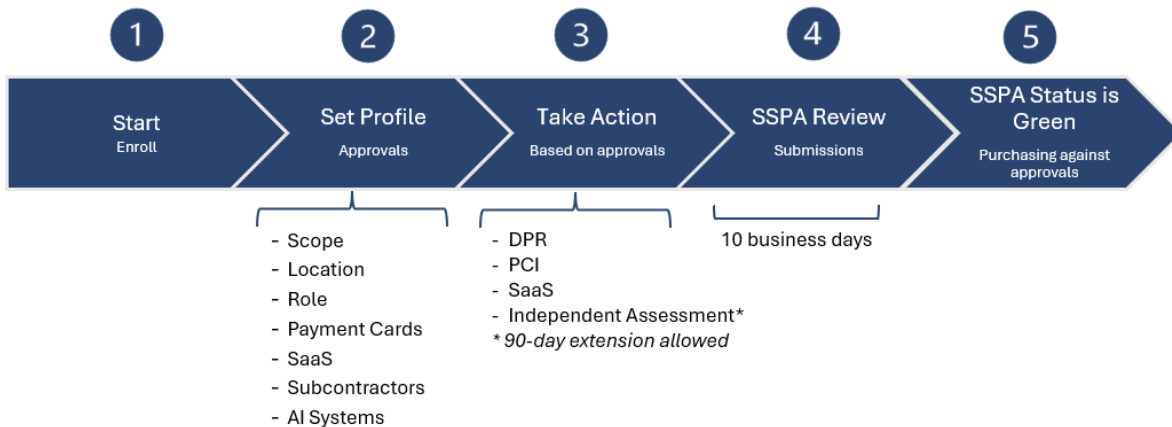 1
2
3
4
5
Start
Enroll
Set Profile
Approvals
Take Action
Based on approvals
SSPA Review
Submissions
SSPA Status is
Green
Purchasing against
approvals
- Scope
- Location
- Role
- Payment Cards
- SaaS
- Subcontractors
- AI Systems
- DPR
- PCI
- SaaS
- Independent Assessment*
* 90-day extension allowed
10 business days